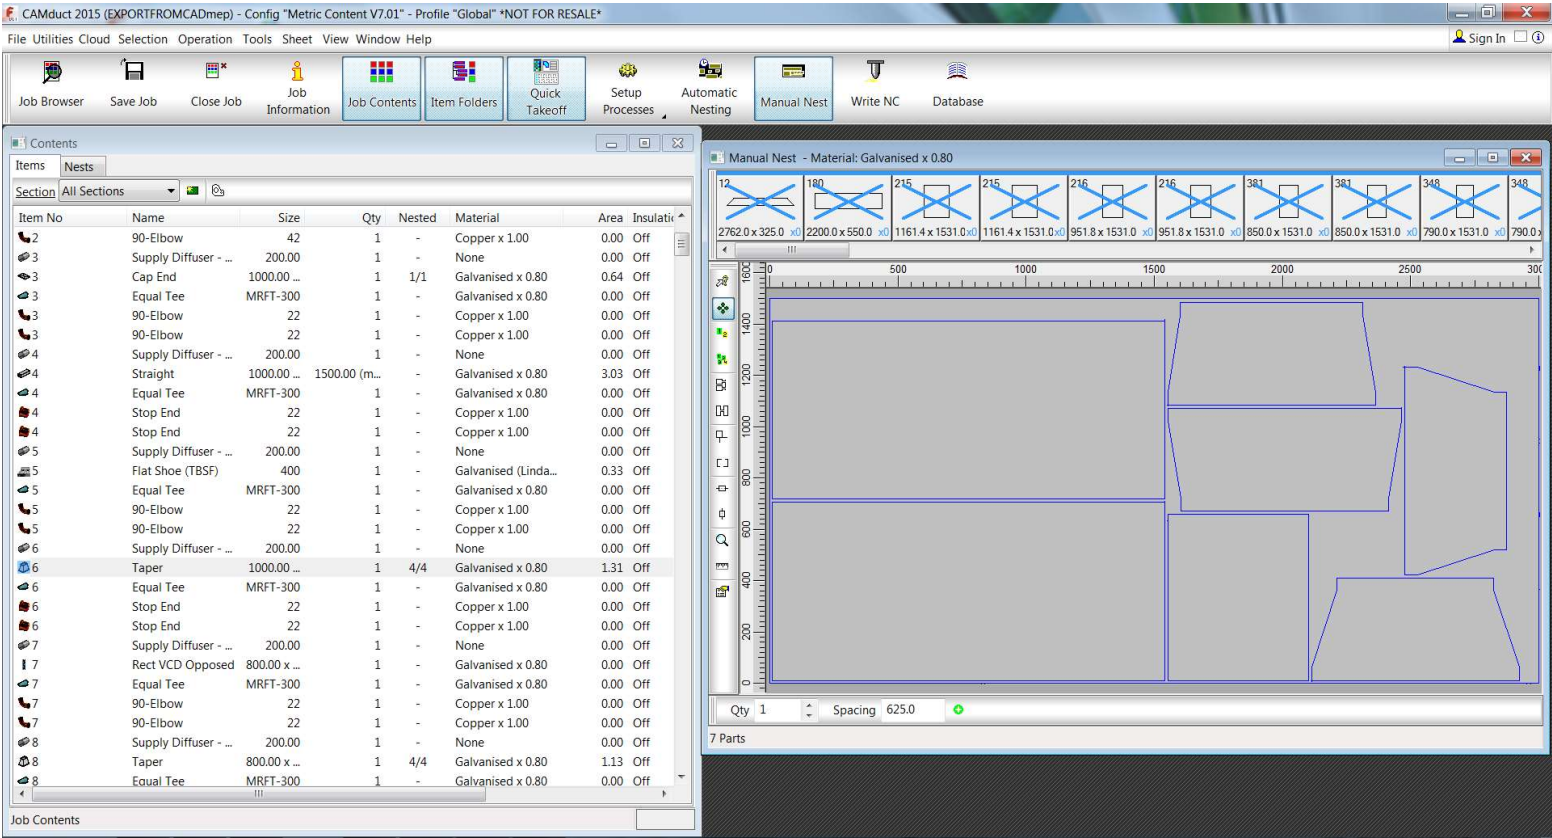 CAMduct 2015 (EXPORTFROMCADmep) - Config "Metric Content V7.01" - Profile "Global" *NOT FOR RESALE*
File Utilities Cloud Selection Operation Tools Sheet View Window Help Sign In
Job Browser Save Job Close Job Job Information Job Contents Item Folders Quick Takeoff Setup Processes Automatic Nesting Manual Nest Write NC Database
Contents
Items Nests
Section All Sections
Item No Name Size Qty Nested Material Area Insulatic
2 90-Elbow 42 1 - Copper x 1.00 0.00 Off
3 Supply Diffuser - ... 200.00 1 - None 0.00 Off
3 Cap End 1000.00 ... 1 1/1 Galvanised x 0.80 0.64 Off
3 Equal Tee MRFT-300 1 - Galvanised x 0.80 0.00 Off
3 90-Elbow 22 1 - Copper x 1.00 0.00 Off
3 90-Elbow 22 1 - Copper x 1.00 0.00 Off
4 Supply Diffuser - ... 200.00 1 - None 0.00 Off
4 Straight 1000.00 ... 1500.00 (m... - Galvanised x 0.80 3.03 Off
4 Equal Tee MRFT-300 1 - Galvanised x 0.80 0.00 Off
4 Stop End 22 1 - Copper x 1.00 0.00 Off
4 Stop End 22 1 - Copper x 1.00 0.00 Off
5 Supply Diffuser - ... 200.00 1 - None 0.00 Off
5 Flat Shoe (TBSF) 400 1 - Galvanised (Linda... 0.33 Off
5 Equal Tee MRFT-300 1 - Galvanised x 0.80 0.00 Off
5 90-Elbow 22 1 - Copper x 1.00 0.00 Off
5 90-Elbow 22 1 - Copper x 1.00 0.00 Off
6 Supply Diffuser - ... 200.00 1 - None 0.00 Off
6 Taper 1000.00 ... 1 4/4 Galvanised x 0.80 1.31 Off
6 Equal Tee MRFT-300 1 - Galvanised x 0.80 0.00 Off
6 Stop End 22 1 - Copper x 1.00 0.00 Off
6 Stop End 22 1 - Copper x 1.00 0.00 Off
7 Supply Diffuser - ... 200.00 1 - None 0.00 Off
7 Rect VCD Opposed 800.00 x ... 1 - Galvanised x 0.80 0.00 Off
7 Equal Tee MRFT-300 1 - Galvanised x 0.80 0.00 Off
7 90-Elbow 22 1 - Copper x 1.00 0.00 Off
7 90-Elbow 22 1 - Copper x 1.00 0.00 Off
8 Supply Diffuser - ... 200.00 1 - None 0.00 Off
8 Taper 800.00 x ... 1 4/4 Galvanised x 0.80 1.13 Off
8 Equal Tee MRFT-300 1 - Galvanised x 0.80 0.00 Off
Job Contents
Manual Nest - Material: Galvanised x 0.80
12 180 215 215 216 216 381 381 348 348
2762.0 x 325.0 x0 2200.0 x 550.0 x0 1161.4 x 1531.0 x0 1161.4 x 1531.0 x0 951.8 x 1531.0 x0 951.8 x 1531.0 x0 850.0 x 1531.0 x0 850.0 x 1531.0 x0 790.0 x 1531.0 x0 790.0 x
0 500 1000 1500 2000 2500 300
1600
1400
1200
1000
800
600
400
200
0
Qty 1 Spacing 625.0
7 Parts